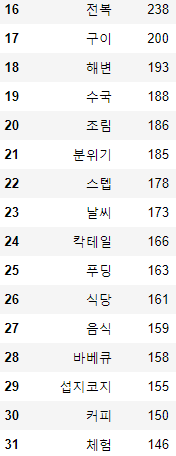 16 전복 238
17 구이 200
18 해변 193
19 수국 188
20 조림 186
21 분위기 185
22 스텝 178
23 날씨 173
24 칵테일 166
25 푸딩 163
26 식당 161
27 음식 159
28 바베큐 158
29 섭지코지 155
30 커피 150
31 체험 146